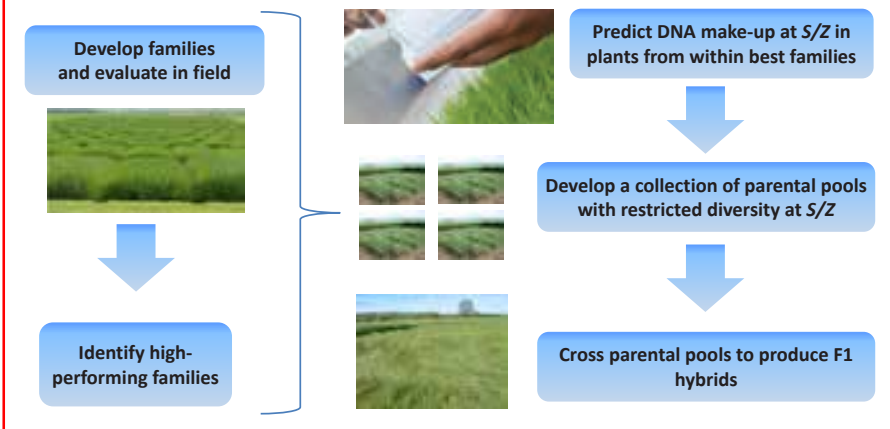 Develop families
and evaluate in field
Identify high-
performing families
Predict DNA make-up at S/Z in
plants from within best families
Develop a collection of parental pools
with restricted diversity at S/Z
Cross parental pools to produce F1
hybrids